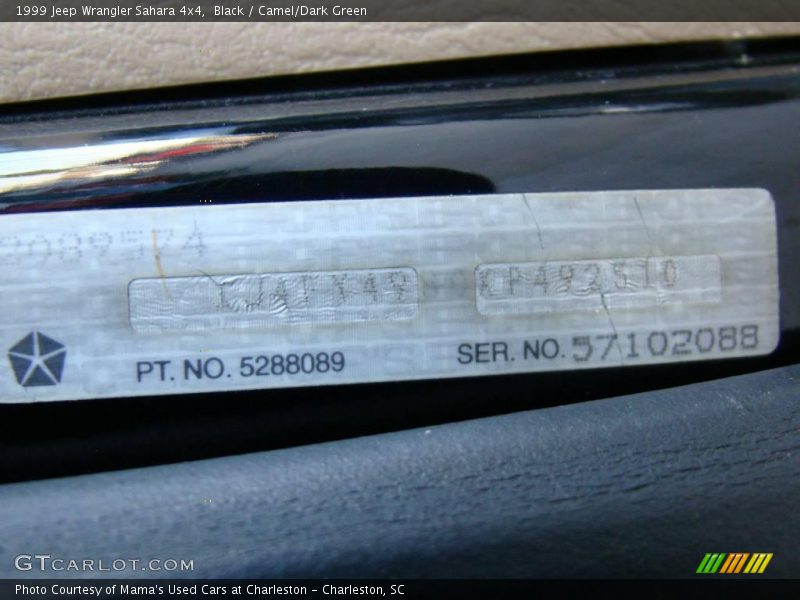 1999 Jeep Wrangler Sahara 4x4, Black / Camel/Dark Green
PT. NO. 5288089
SER. NO. 57102088
GTCARLOT.COM
Photo Courtesy of Mama's Used Cars at Charleston - Charleston, SC